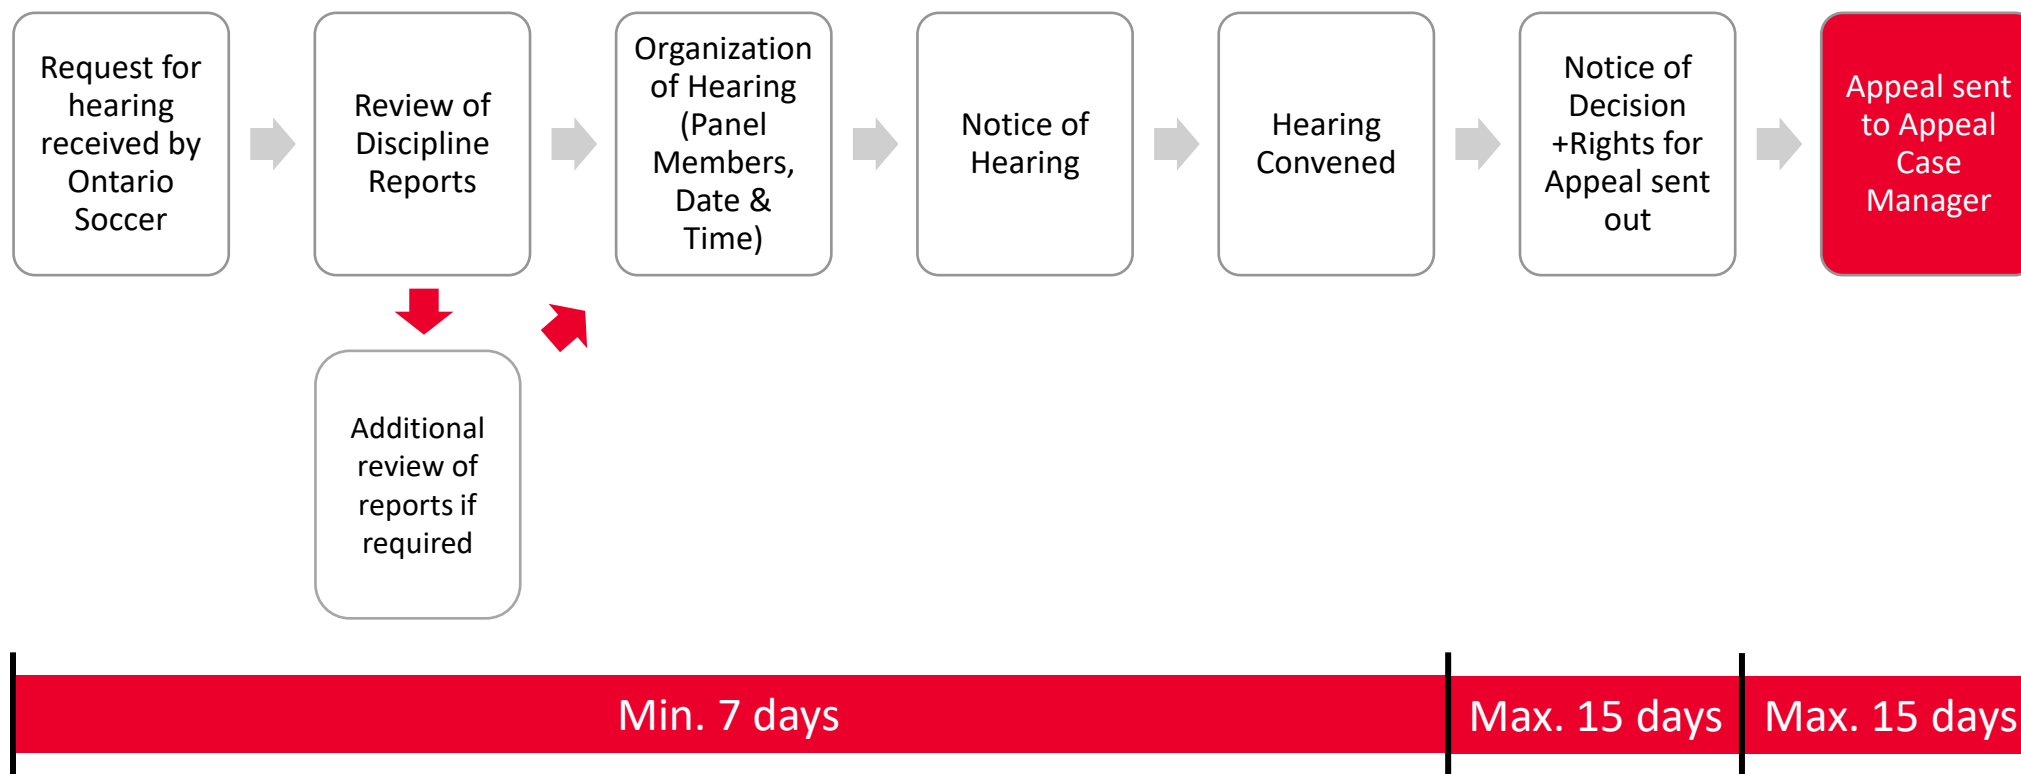 Request for
hearing
received by
Ontario
Soccer
Review of
Discipline
Reports
Organization
of Hearing
(Panel
Members,
Date &
Time)
Notice of
Hearing
Hearing
Convened
Notice of
Decision
+Rights for
Appeal sent
out
Appeal sent
to Appeal
Case
Manager
Additional
review of
reports if
required
Min. 7 days
Max. 15 days
Max. 15 days